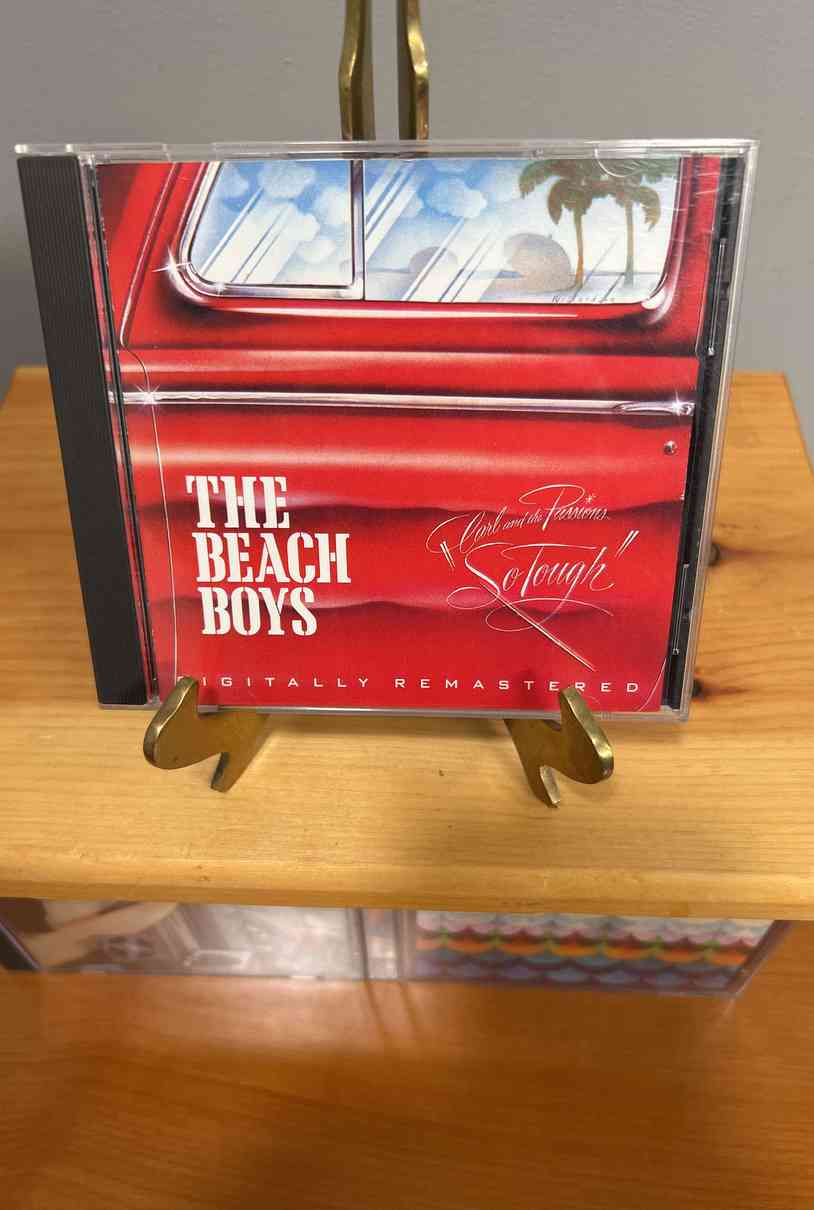 THE
BEACH
BOYS
Carl and the Passions
"So Tough"
DIGITALLY REMASTERED